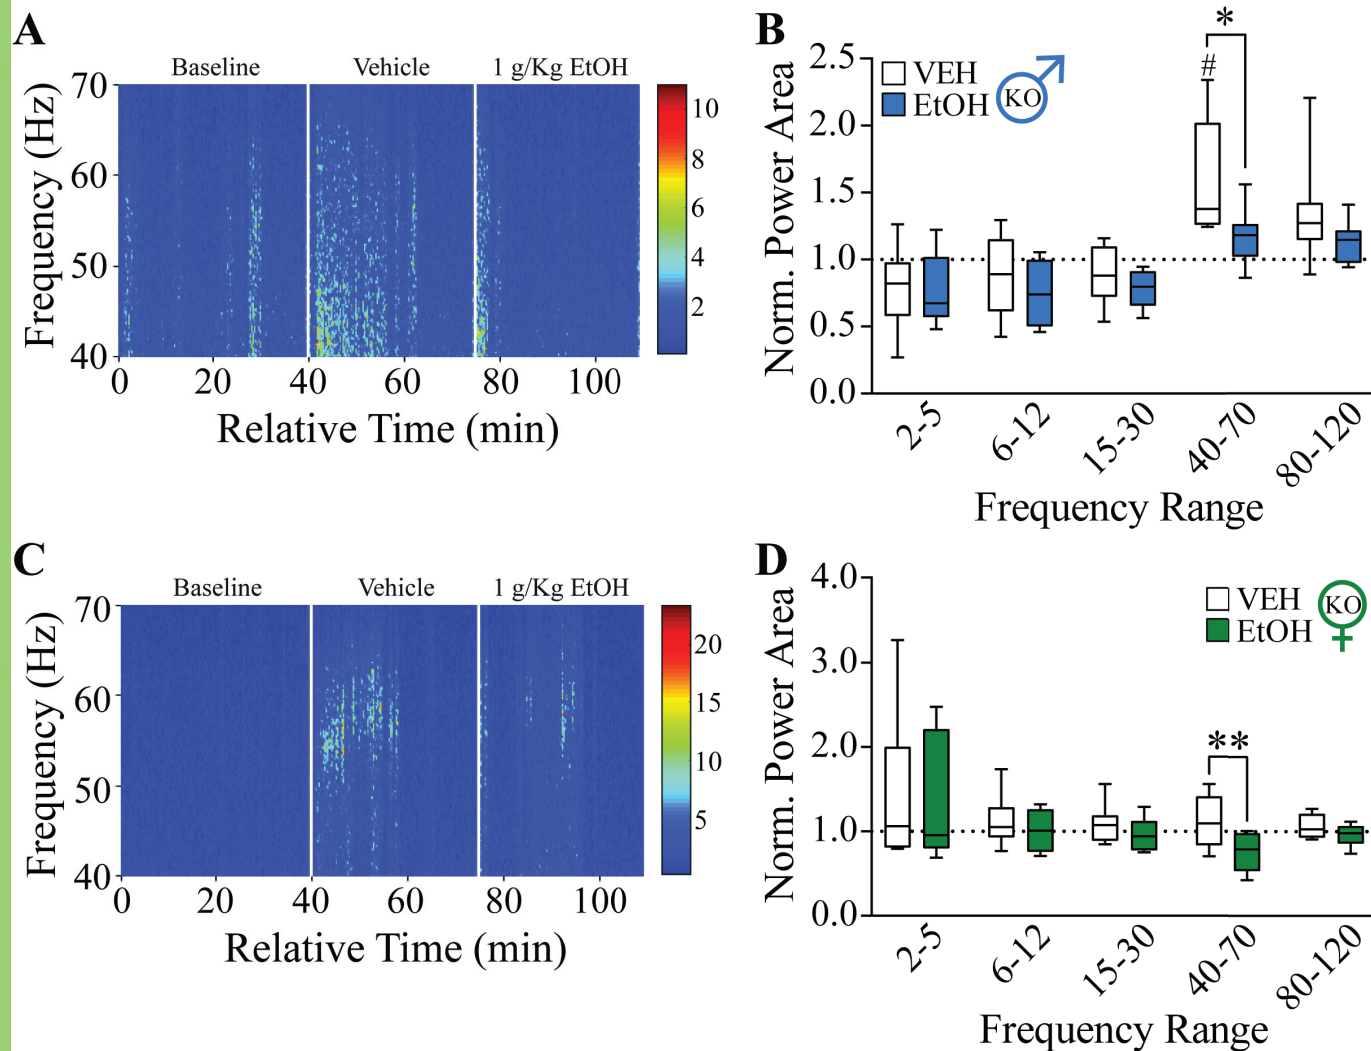 A
Baseline Vehicle 1 g/Kg EtOH
Frequency (Hz)
70
60
50
40
0 20 40 60 80 100
Relative Time (min)
10
8
6
4
2
B
Norm. Power Area
2.5
2.0
1.5
1.0
0.5
0.0
VEH
EtOH
KO
*
#
2-5 6-12 15-30 40-70 80-120
Frequency Range
C
Baseline Vehicle 1 g/Kg EtOH
Frequency (Hz)
70
60
50
40
0 20 40 60 80 100
Relative Time (min)
20
15
10
5
D
Norm. Power Area
4.0
3.0
2.0
1.0
0.0
VEH
EtOH
KO
**
2-5 6-12 15-30 40-70 80-120
Frequency Range